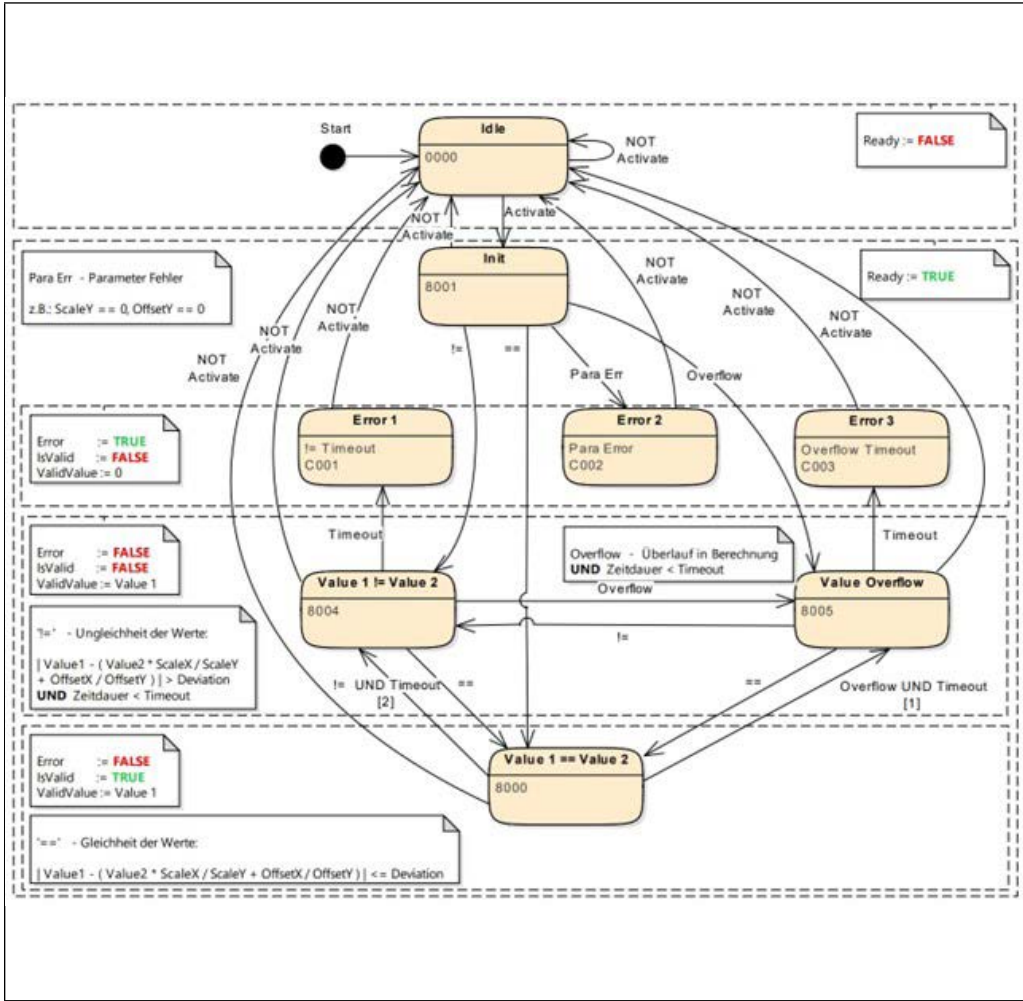 Start
Idle
0000
NOT
Activate
Ready := FALSE
NOT
Activate
Activate
Para Err - Parameter Fehler
z.B.: ScaleY == 0, OffsetY == 0
Init
8001
Ready := TRUE
NOT
Activate
NOT
Activate
NOT
Activate
NOT
Activate
NOT
Activate
NOT
Activate
!=
==
Para Err
Overflow
Error := TRUE
IsValid := FALSE
ValidValue := 0
Error 1
!= Timeout
C001
Error 2
Para Error
C002
Error 3
Overflow Timeout
C003
Timeout
Timeout
Error := FALSE
IsValid := FALSE
ValidValue := Value 1
Overflow - Überlauf in Berechnung
UND Zeitdauer < Timeout
Value 1 != Value 2
8004
Overflow
Value Overflow
8005
!=
"!=" - Ungleichheit der Werte:
| Value1 - ( Value2 * ScaleX / ScaleY
+ OffsetX / OffsetY ) | > Deviation
UND Zeitdauer < Timeout
!= UND Timeout
[2]
==
==
Overflow UND Timeout
[1]
Error := FALSE
IsValid := TRUE
ValidValue := Value 1
Value 1 == Value 2
8000
"==" - Gleichheit der Werte:
| Value1 - ( Value2 * ScaleX / ScaleY + OffsetX / OffsetY ) | <= Deviation